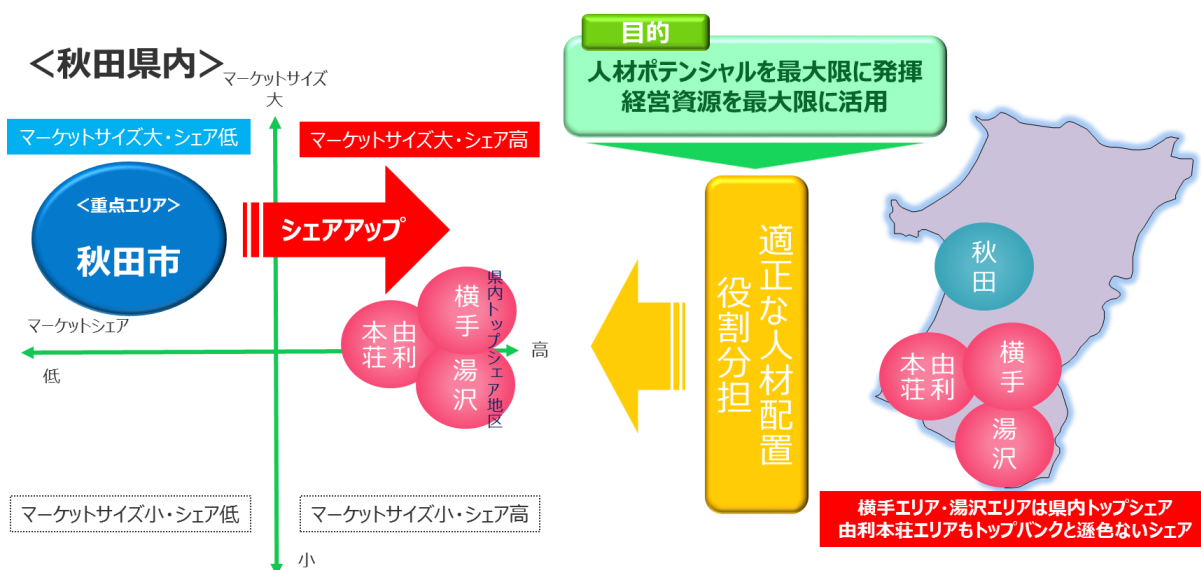 ＜秋田県内＞
マーケットサイズ
大
マーケットサイズ大・シェア低
マーケットサイズ大・シェア高
＜重点エリア＞
秋田市
シェアアップ
マーケットシェア
低
高
本荘
由利
横手
湯沢
県内トップシェア地区
マーケットサイズ小・シェア低
マーケットサイズ小・シェア高
小
目的
人材ポテンシャルを最大限に発揮
経営資源を最大限に活用
適正な人材配置
役割分担
秋田
由利
本荘
横手
湯沢
横手エリア・湯沢エリアは県内トップシェア
由利本荘エリアもトップバンクと遜色ないシェア